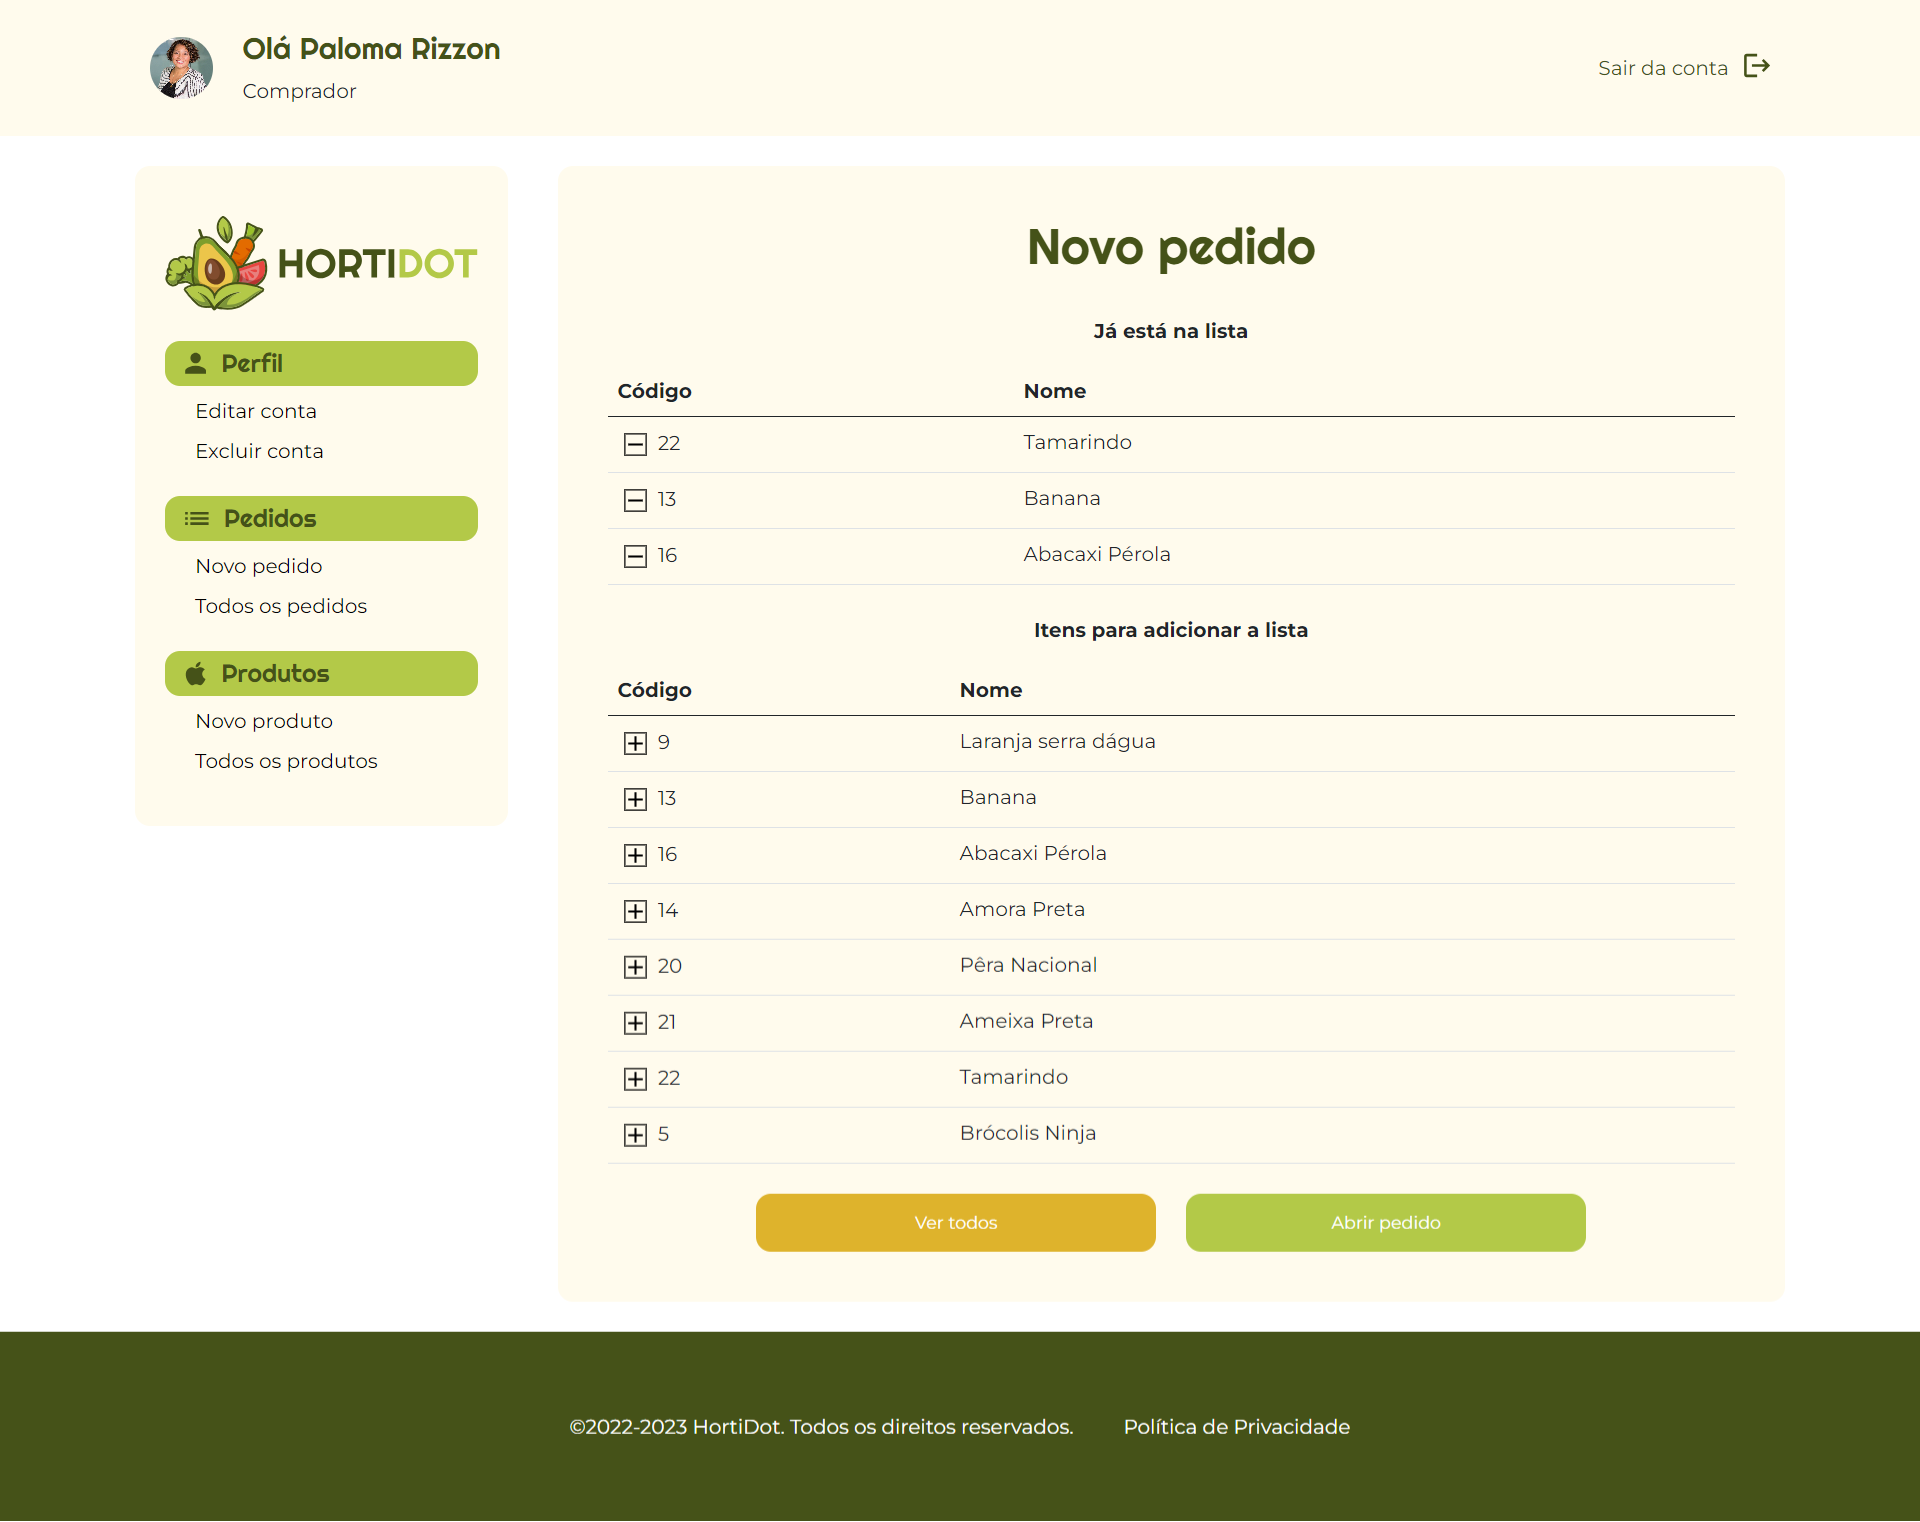 Olá Paloma Rizzon
Comprador
Sair da conta
HORTIDOT
Perfil
Editar conta
Excluir conta
Pedidos
Novo pedido
Todos os pedidos
Produtos
Novo produto
Todos os produtos
Novo pedido
Já está na lista
Código Nome
22 Tamarindo
13 Banana
16 Abacaxi Pérola
Itens para adicionar a lista
Código Nome
9 Laranja serra dágua
13 Banana
16 Abacaxi Pérola
14 Amora Preta
20 Pêra Nacional
21 Ameixa Preta
22 Tamarindo
5 Brócolis Ninja
Ver todos
Abrir pedido
©2022-2023 HortiDot. Todos os direitos reservados. Política de Privacidade